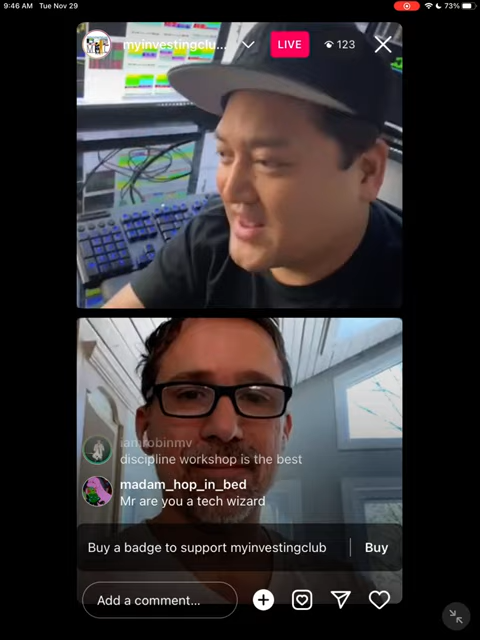 9:46 AM Tue Nov 29
73%
myinvestingclu...
LIVE
123
iamrobinmv
discipline workshop is the best
madam_hop_in_bed
Mr are you a tech wizard
Buy a badge to support myinvestingclub
Buy
Add a comment...